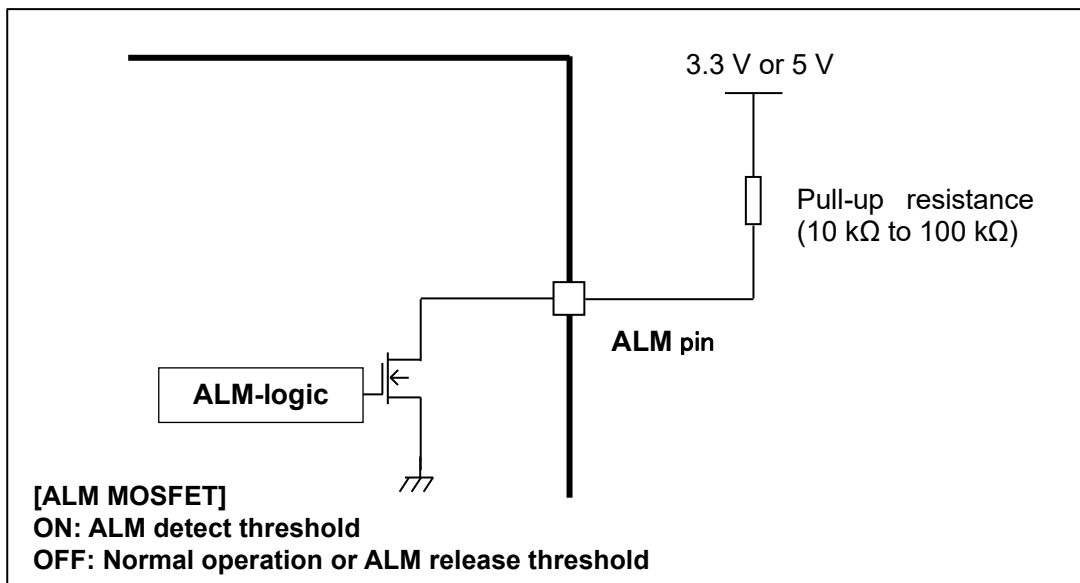 3.3 V or 5 V
Pull-up resistance
(10 kΩ to 100 kΩ)
ALM pin
ALM-logic
[ALM MOSFET]
ON: ALM detect threshold
OFF: Normal operation or ALM release threshold